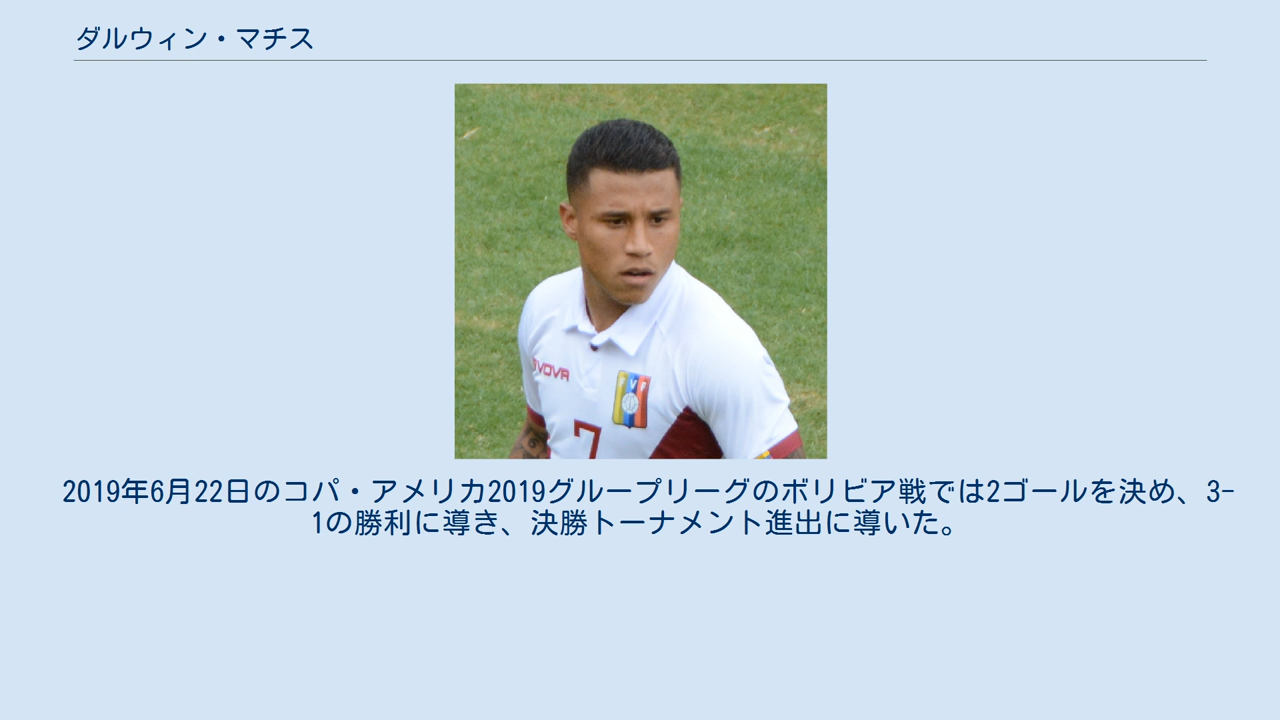 ダルウィン・マチス
VOVA
FVF
7
2019年6月22日のコパ・アメリカ2019グループリーグのボリビア戦では2ゴールを決め、3-
1の勝利に導き、決勝トーナメント進出に導いた。